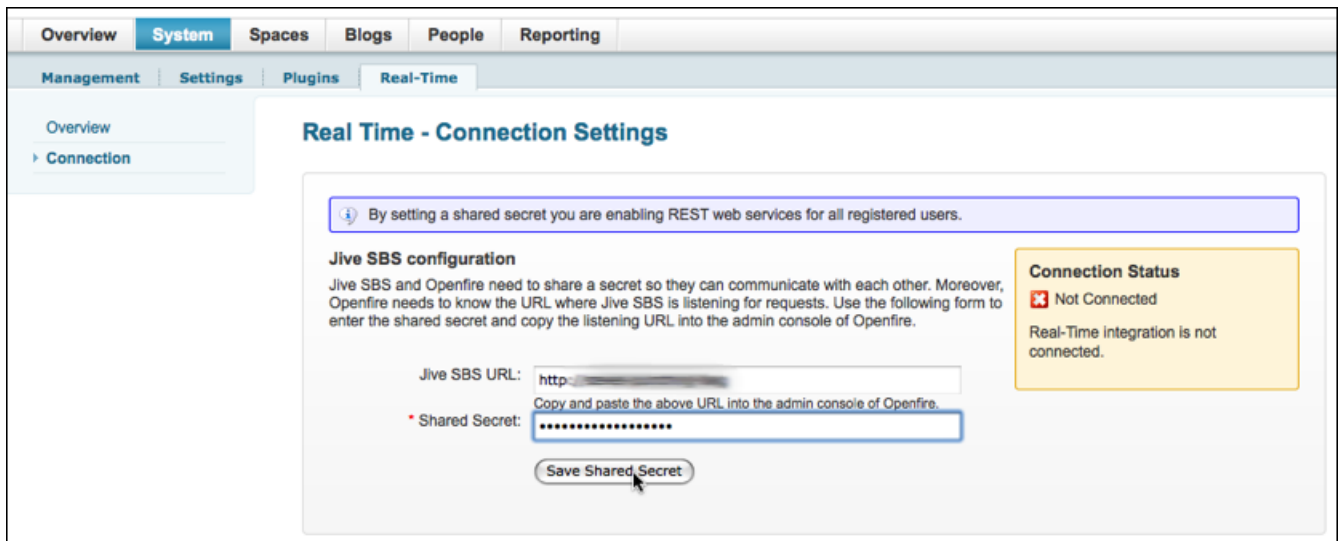 Overview System Spaces Blogs People Reporting
Management Settings Plugins Real-Time
Overview
Connection
Real Time - Connection Settings
By setting a shared secret you are enabling REST web services for all registered users.
Jive SBS configuration
Jive SBS and Openfire need to share a secret so they can communicate with each other. Moreover,
Openfire needs to know the URL where Jive SBS is listening for requests. Use the following form to
enter the shared secret and copy the listening URL into the admin console of Openfire.
Jive SBS URL: http:
Copy and paste the above URL into the admin console of Openfire.
* Shared Secret: ••••••••••••••••••
Save Shared Secret
Connection Status
Not Connected
Real-Time integration is not
connected.